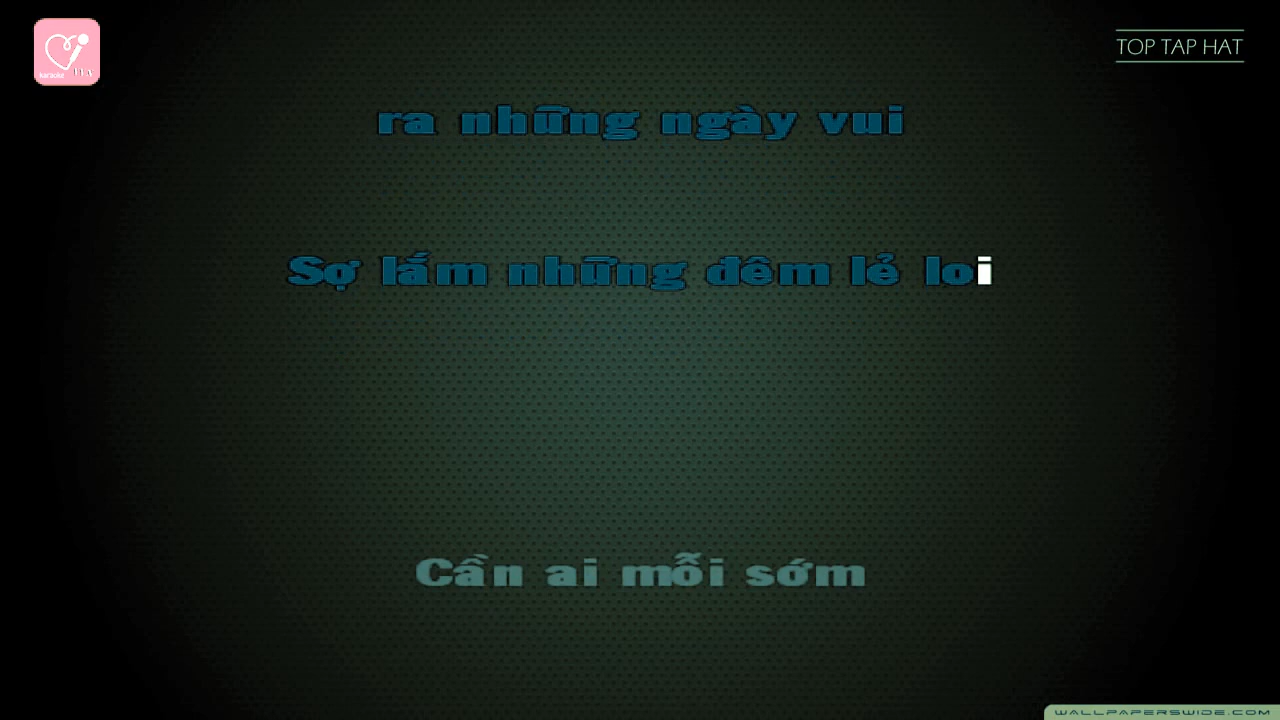 TOP TAP HAT
karaoke
ra những ngày vui
Sợ lắm những đêm lẻ loi
Cần ai mỗi sớm
WALLPAPERSWIDE.COM